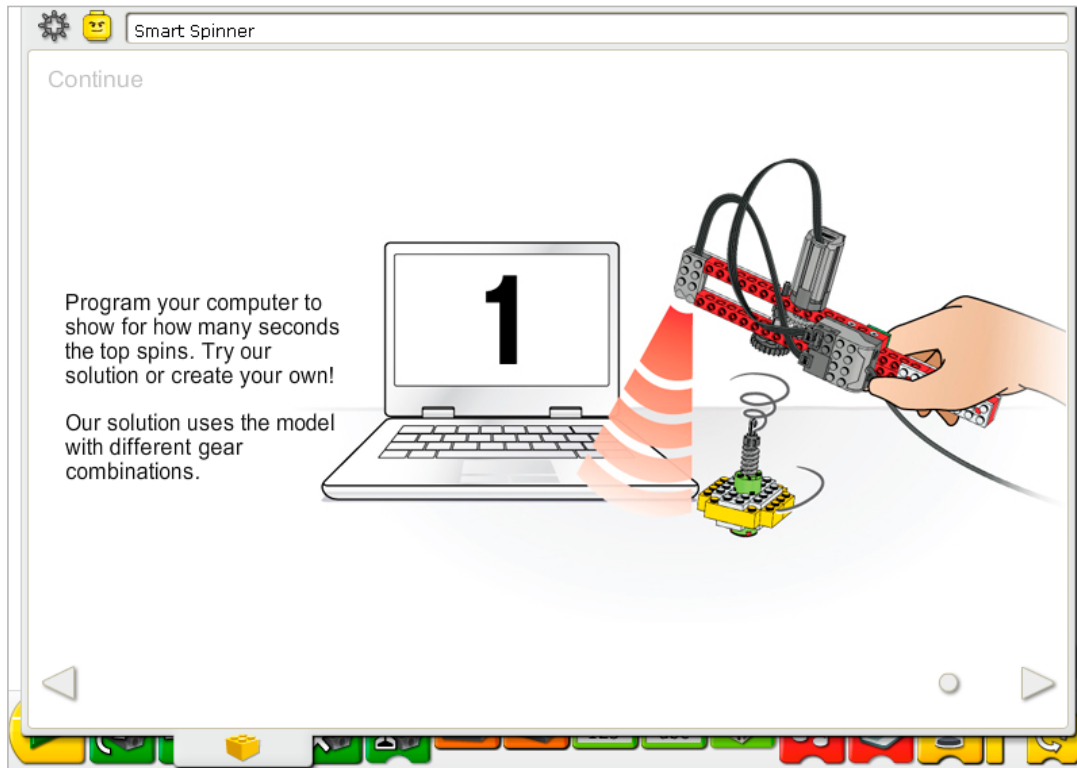 Smart Spinner
Continue
1
Program your computer to
show for how many seconds
the top spins. Try our
solution or create your own!
Our solution uses the model
with different gear
combinations.